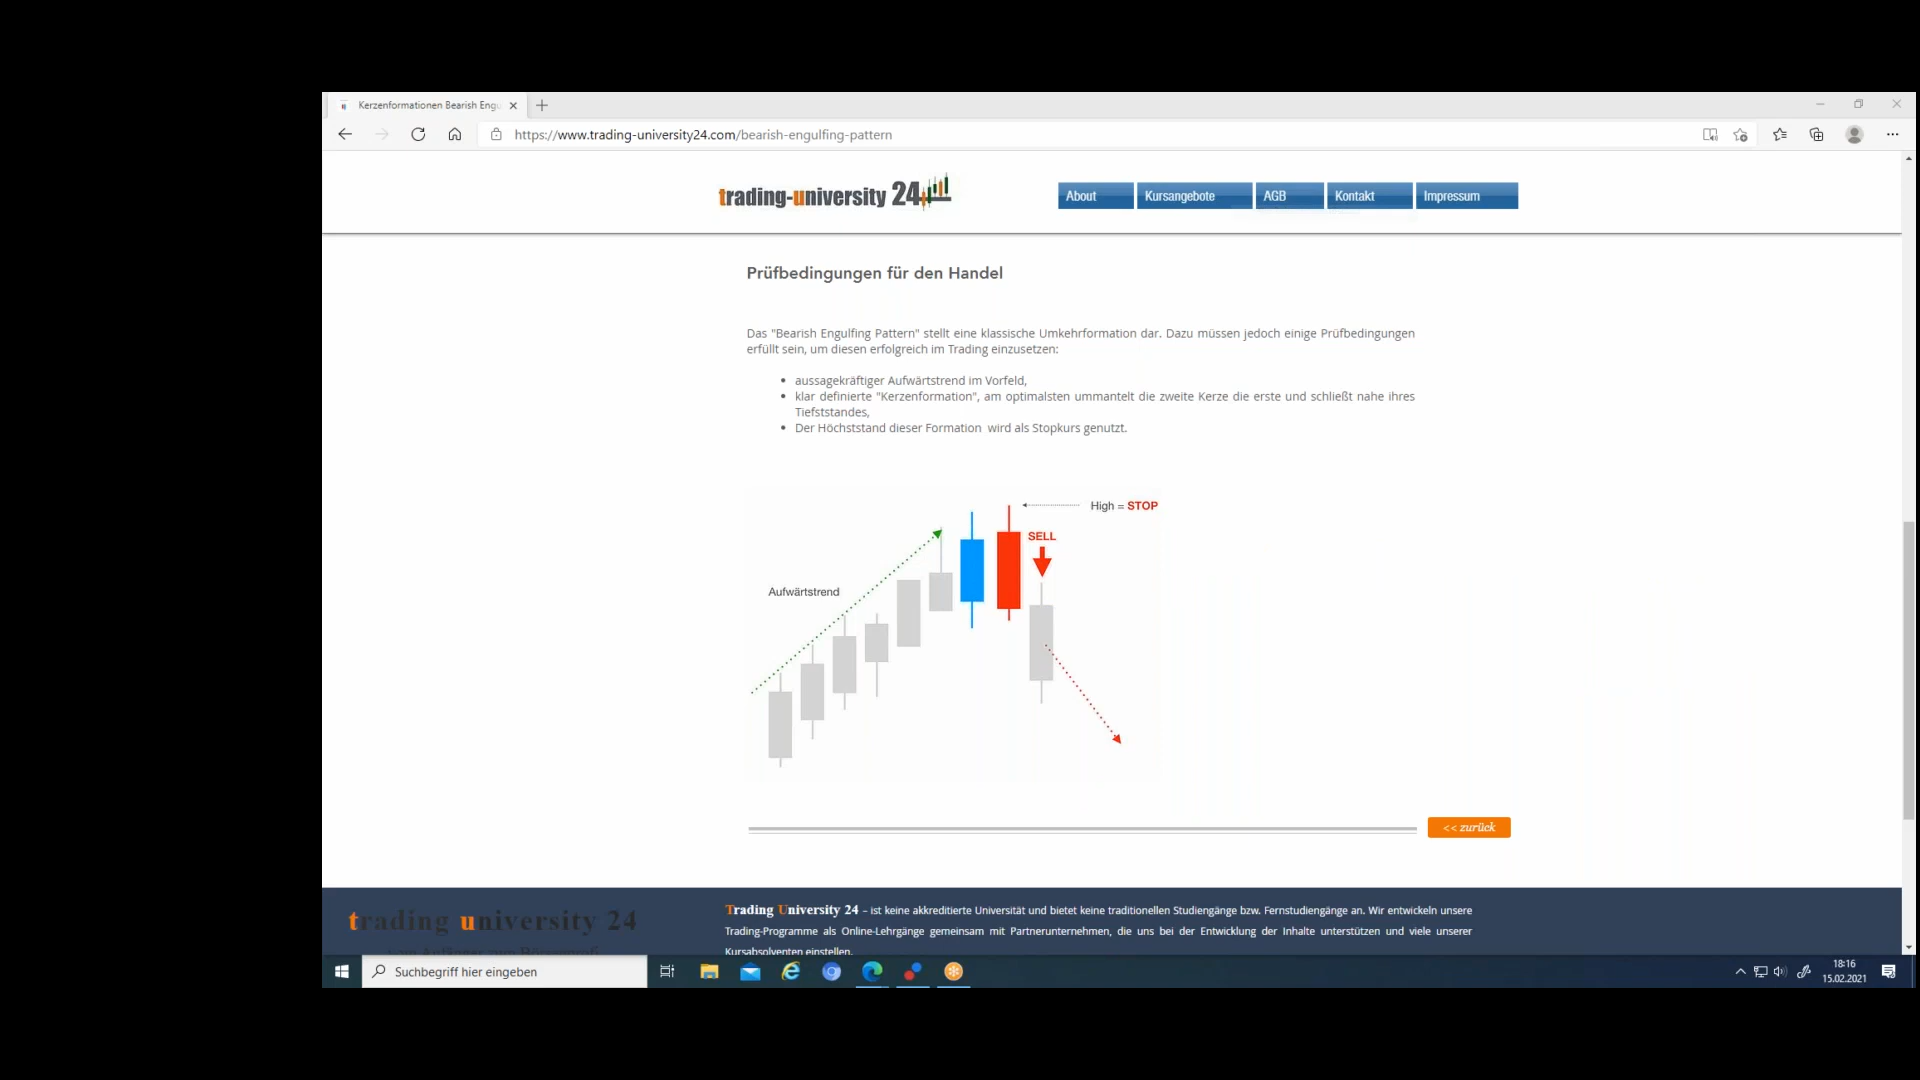 Kerzenformationen Bearish Engu
https://www.trading-university24.com/bearish-engulfing-pattern
trading-university 24
About Kursangebote AGB Kontakt Impressum
Prüfbedingungen für den Handel
Das "Bearish Engulfing Pattern" stellt eine klassische Umkehrformation dar. Dazu müssen jedoch einige Prüfbedingungen
erfüllt sein, um diesen erfolgreich im Trading einzusetzen:
• aussagekräftiger Aufwärtstrend im Vorfeld,
• klar definierte "Kerzenformation", am optimalsten ummantelt die zweite Kerze die erste und schließt nahe ihres
Tiefststandes,
• Der Höchststand dieser Formation wird als Stopkurs genutzt.
High = STOP
SELL
Aufwärtstrend
<< zurück
trading university 24
Trading University 24 – ist keine akkreditierte Universität und bietet keine traditionellen Studiengänge bzw. Fernstudiengänge an. Wir entwickeln unsere
Trading-Programme als Online-Lehrgänge gemeinsam mit Partnerunternehmen, die uns bei der Entwicklung der Inhalte unterstützen und viele unserer
Kursabsolventen einstellen.
Suchbegriff hier eingeben
18:16
15.02.2021